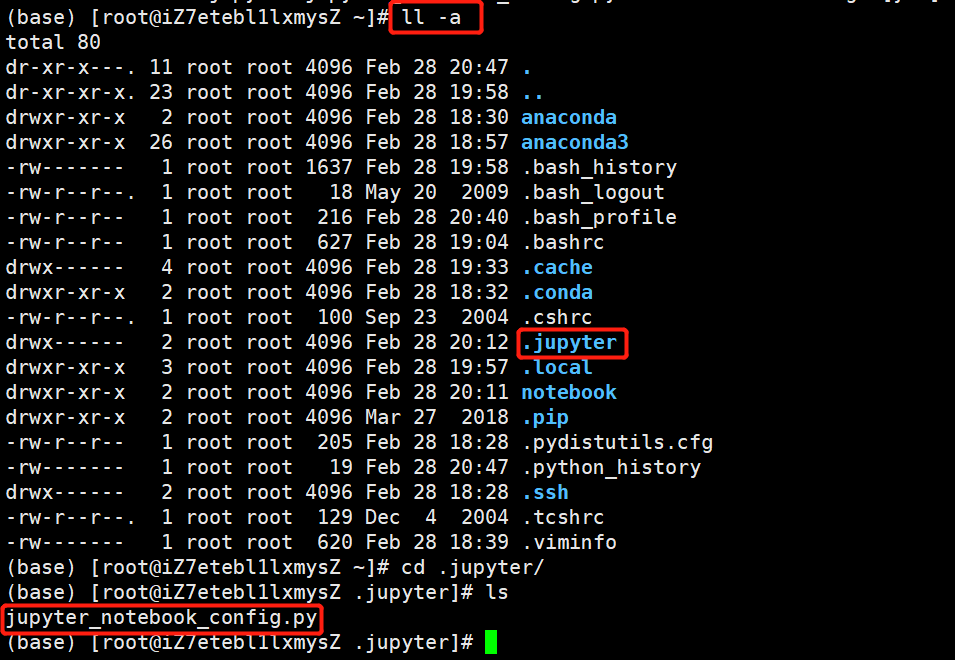 (base) [root@iZ7etebl1lxmysZ ~]# ll -a
total 80
dr-xr-x---. 11 root root 4096 Feb 28 20:47 .
dr-xr-xr-x. 23 root root 4096 Feb 28 19:58 ..
drwxr-xr-x   2 root root 4096 Feb 28 18:30 anaconda
drwxr-xr-x  26 root root 4096 Feb 28 18:57 anaconda3
-rw-------   1 root root 1637 Feb 28 19:58 .bash_history
-rw-r--r--.  1 root root   18 May 20  2009 .bash_logout
-rw-r--r--   1 root root  216 Feb 28 20:40 .bash_profile
-rw-r--r--   1 root root  627 Feb 28 19:04 .bashrc
drwx------   4 root root 4096 Feb 28 19:33 .cache
drwxr-xr-x   2 root root 4096 Feb 28 18:32 .conda
-rw-r--r--.  1 root root  100 Sep 23  2004 .cshrc
drwx------   2 root root 4096 Feb 28 20:12 .jupyter
drwxr-xr-x   3 root root 4096 Feb 28 19:57 .local
drwxr-xr-x   2 root root 4096 Feb 28 20:11 notebook
drwxr-xr-x   2 root root 4096 Mar 27  2018 .pip
-rw-r--r--   1 root root  205 Feb 28 18:28 .pydistutils.cfg
-rw-------   1 root root   19 Feb 28 20:47 .python_history
drwx------   2 root root 4096 Feb 28 18:28 .ssh
-rw-r--r--.  1 root root  129 Dec  4  2004 .tcshrc
-rw-------   1 root root  620 Feb 28 18:39 .viminfo
(base) [root@iZ7etebl1lxmysZ ~]# cd .jupyter/
(base) [root@iZ7etebl1lxmysZ .jupyter]# ls
jupyter_notebook_config.py
(base) [root@iZ7etebl1lxmysZ .jupyter]#